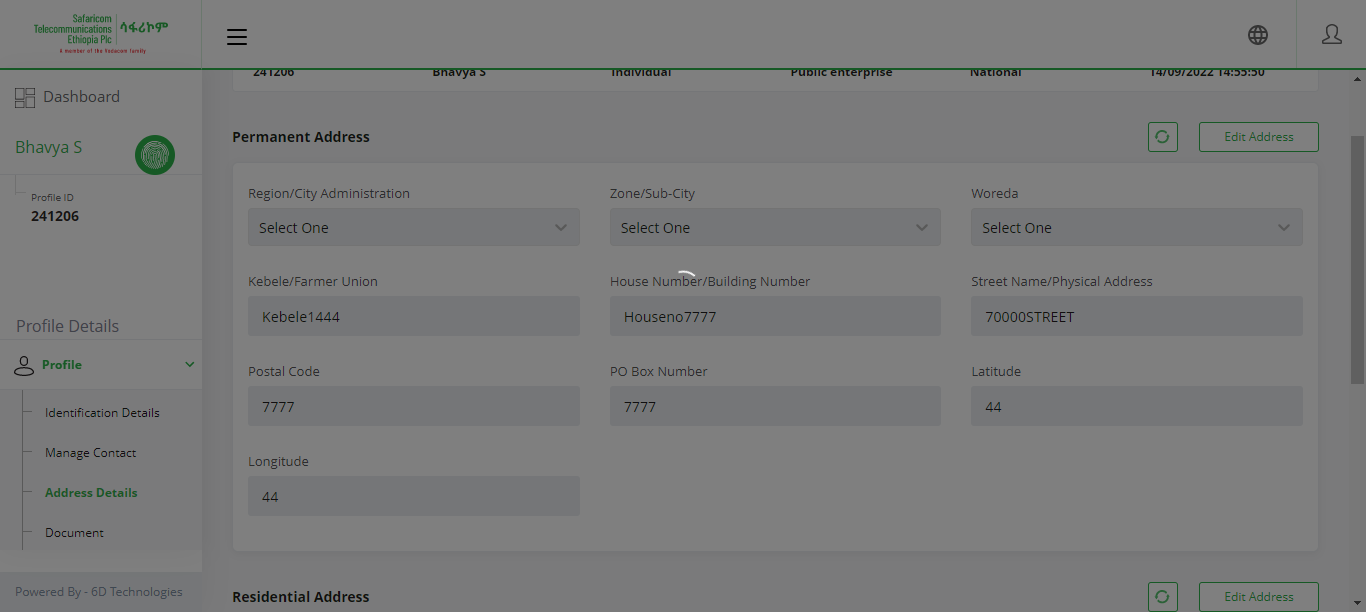 Safaricom
Telecommunications
Ethiopia Plc
ሳፋሪኮም
A member of the Vodacom family
241206 Bhavya S Individual Public enterprise National 14/09/2022 14:55:50
Dashboard
Bhavya S
Profile ID
241206
Profile Details
Profile
Identification Details
Manage Contact
Address Details
Document
Powered By - 6D Technologies
Permanent Address
Edit Address
Region/City Administration Zone/Sub-City Woreda
Select One Select One Select One
Kebele/Farmer Union House Number/Building Number Street Name/Physical Address
Kebele1444 Houseno7777 70000STREET
Postal Code PO Box Number Latitude
7777 7777 44
Longitude
44
Residential Address
Edit Address